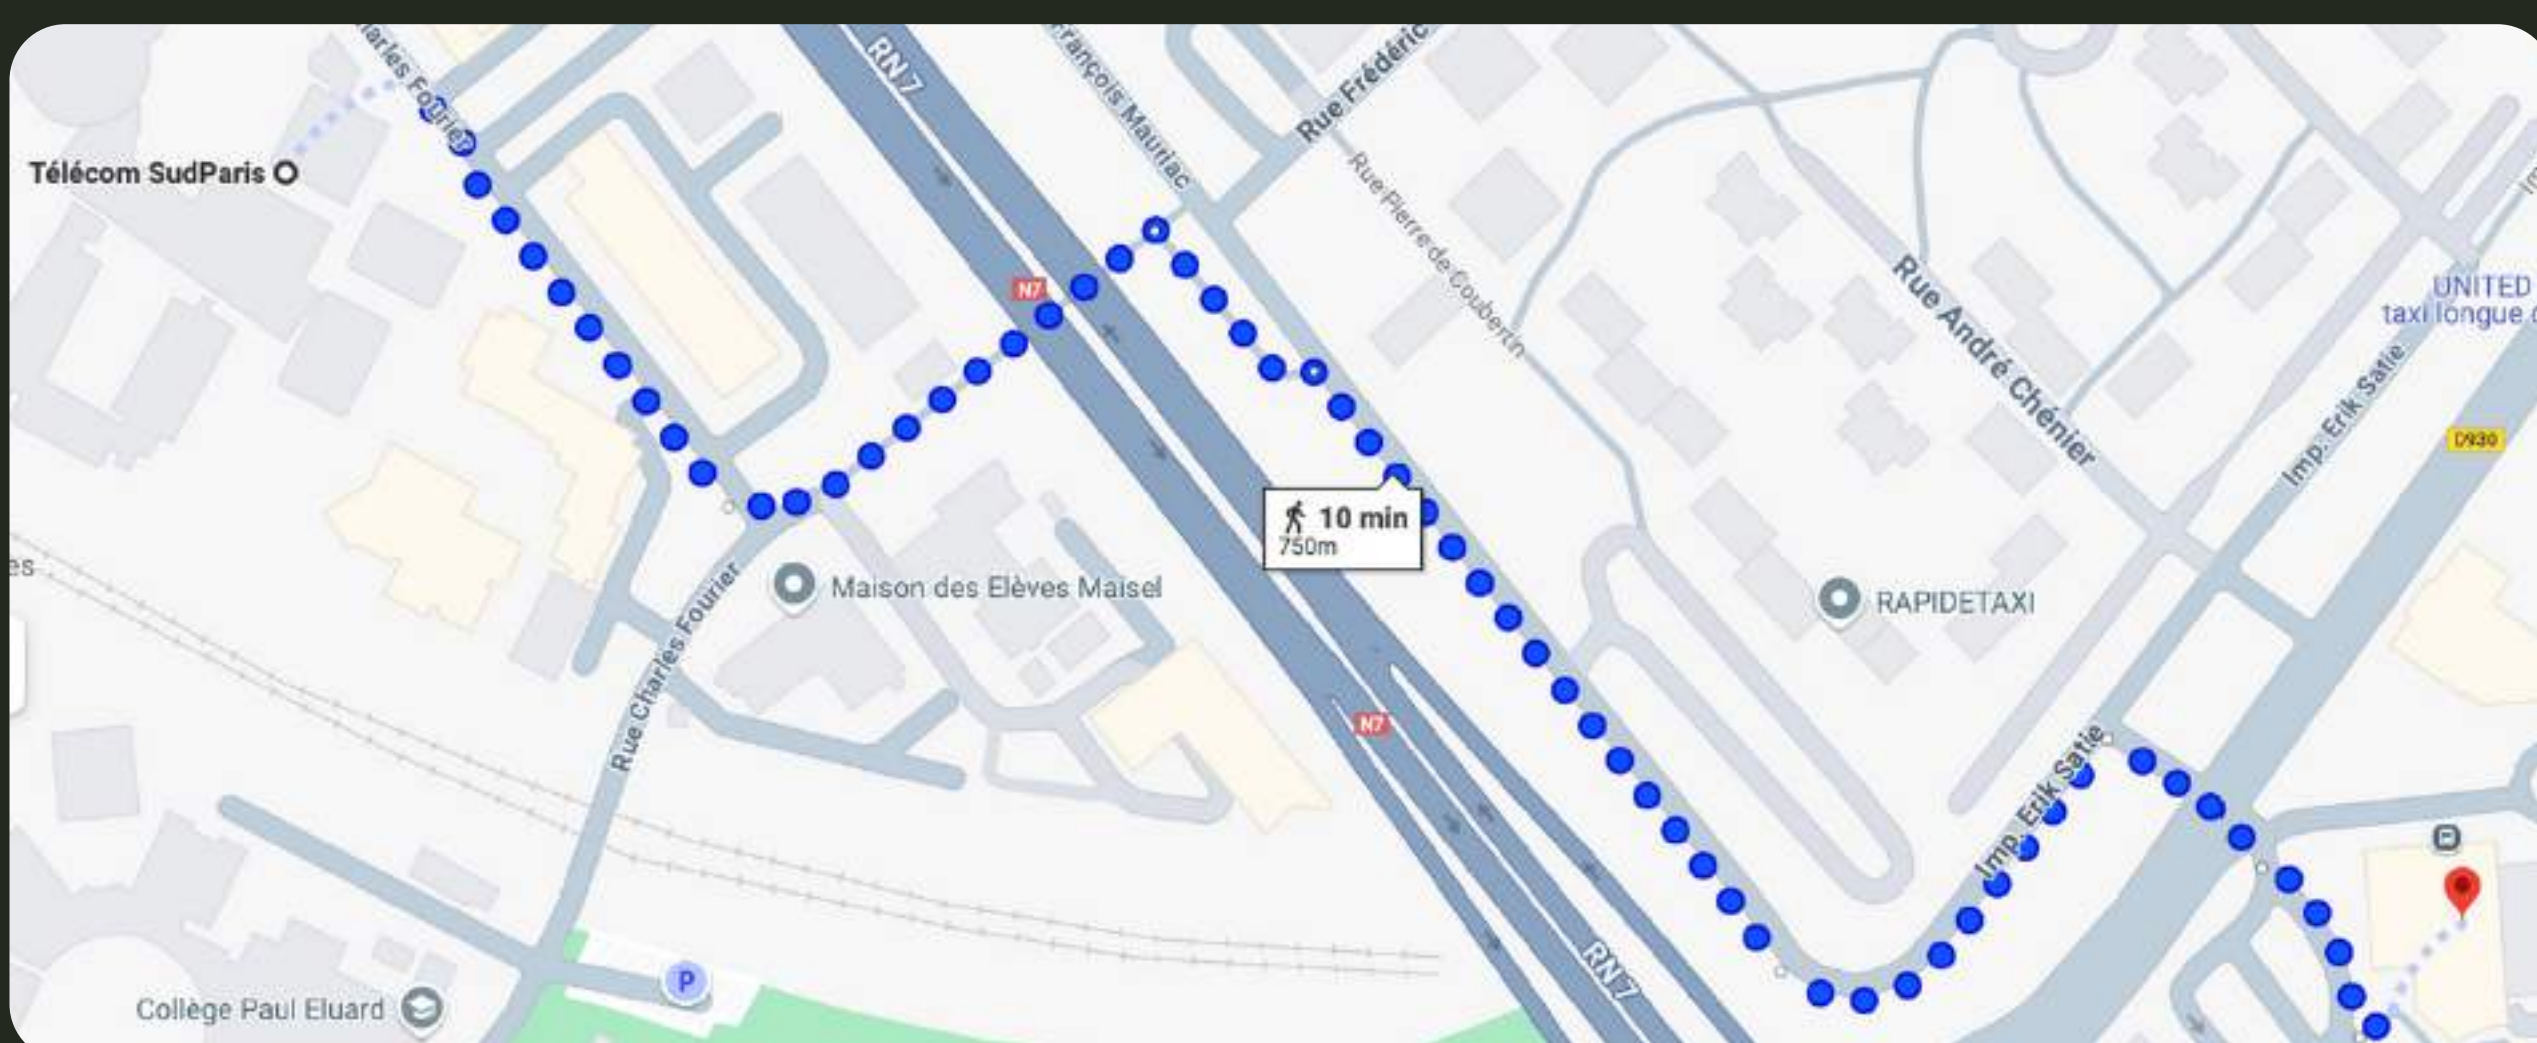 Charles Fourier
RN 7
François Mauriac
Rue Frédéric
Télécom SudParis
Rue Pierre de Coubertin
N7
Rue André Chénier
UNITED
taxi longue
Imp. Erik Satie
D930
10 min
750m
es
Maison des Elèves Maisel
RAPIDETAXI
Rue Charles Fourier
N7
Imp. Erik Satie
RN 7
P
Collège Paul Eluard